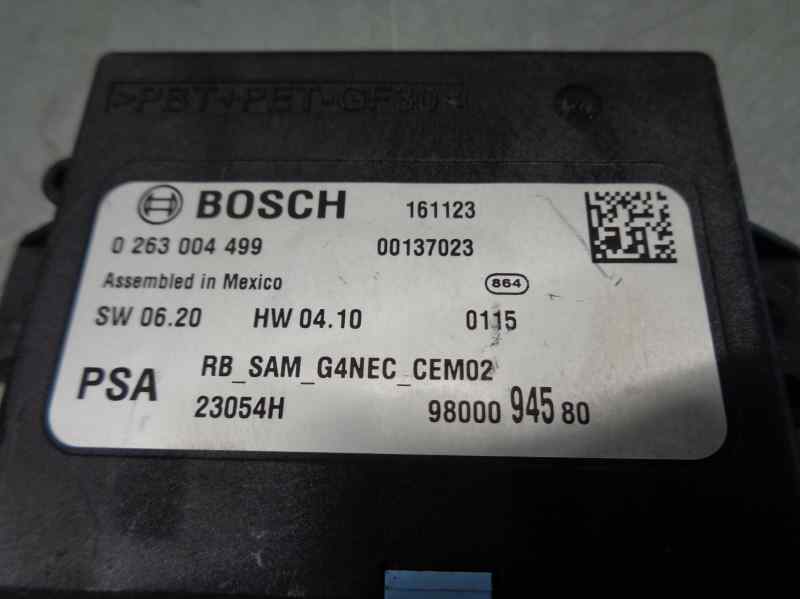 >PBT+PET-GF30<
BOSCH 161123
0 263 004 499 00137023
Assembled in Mexico 864
SW 06.20 HW 04.10 0115
PSA RB_SAM_G4NEC_CEM02
23054H 98000 945 80